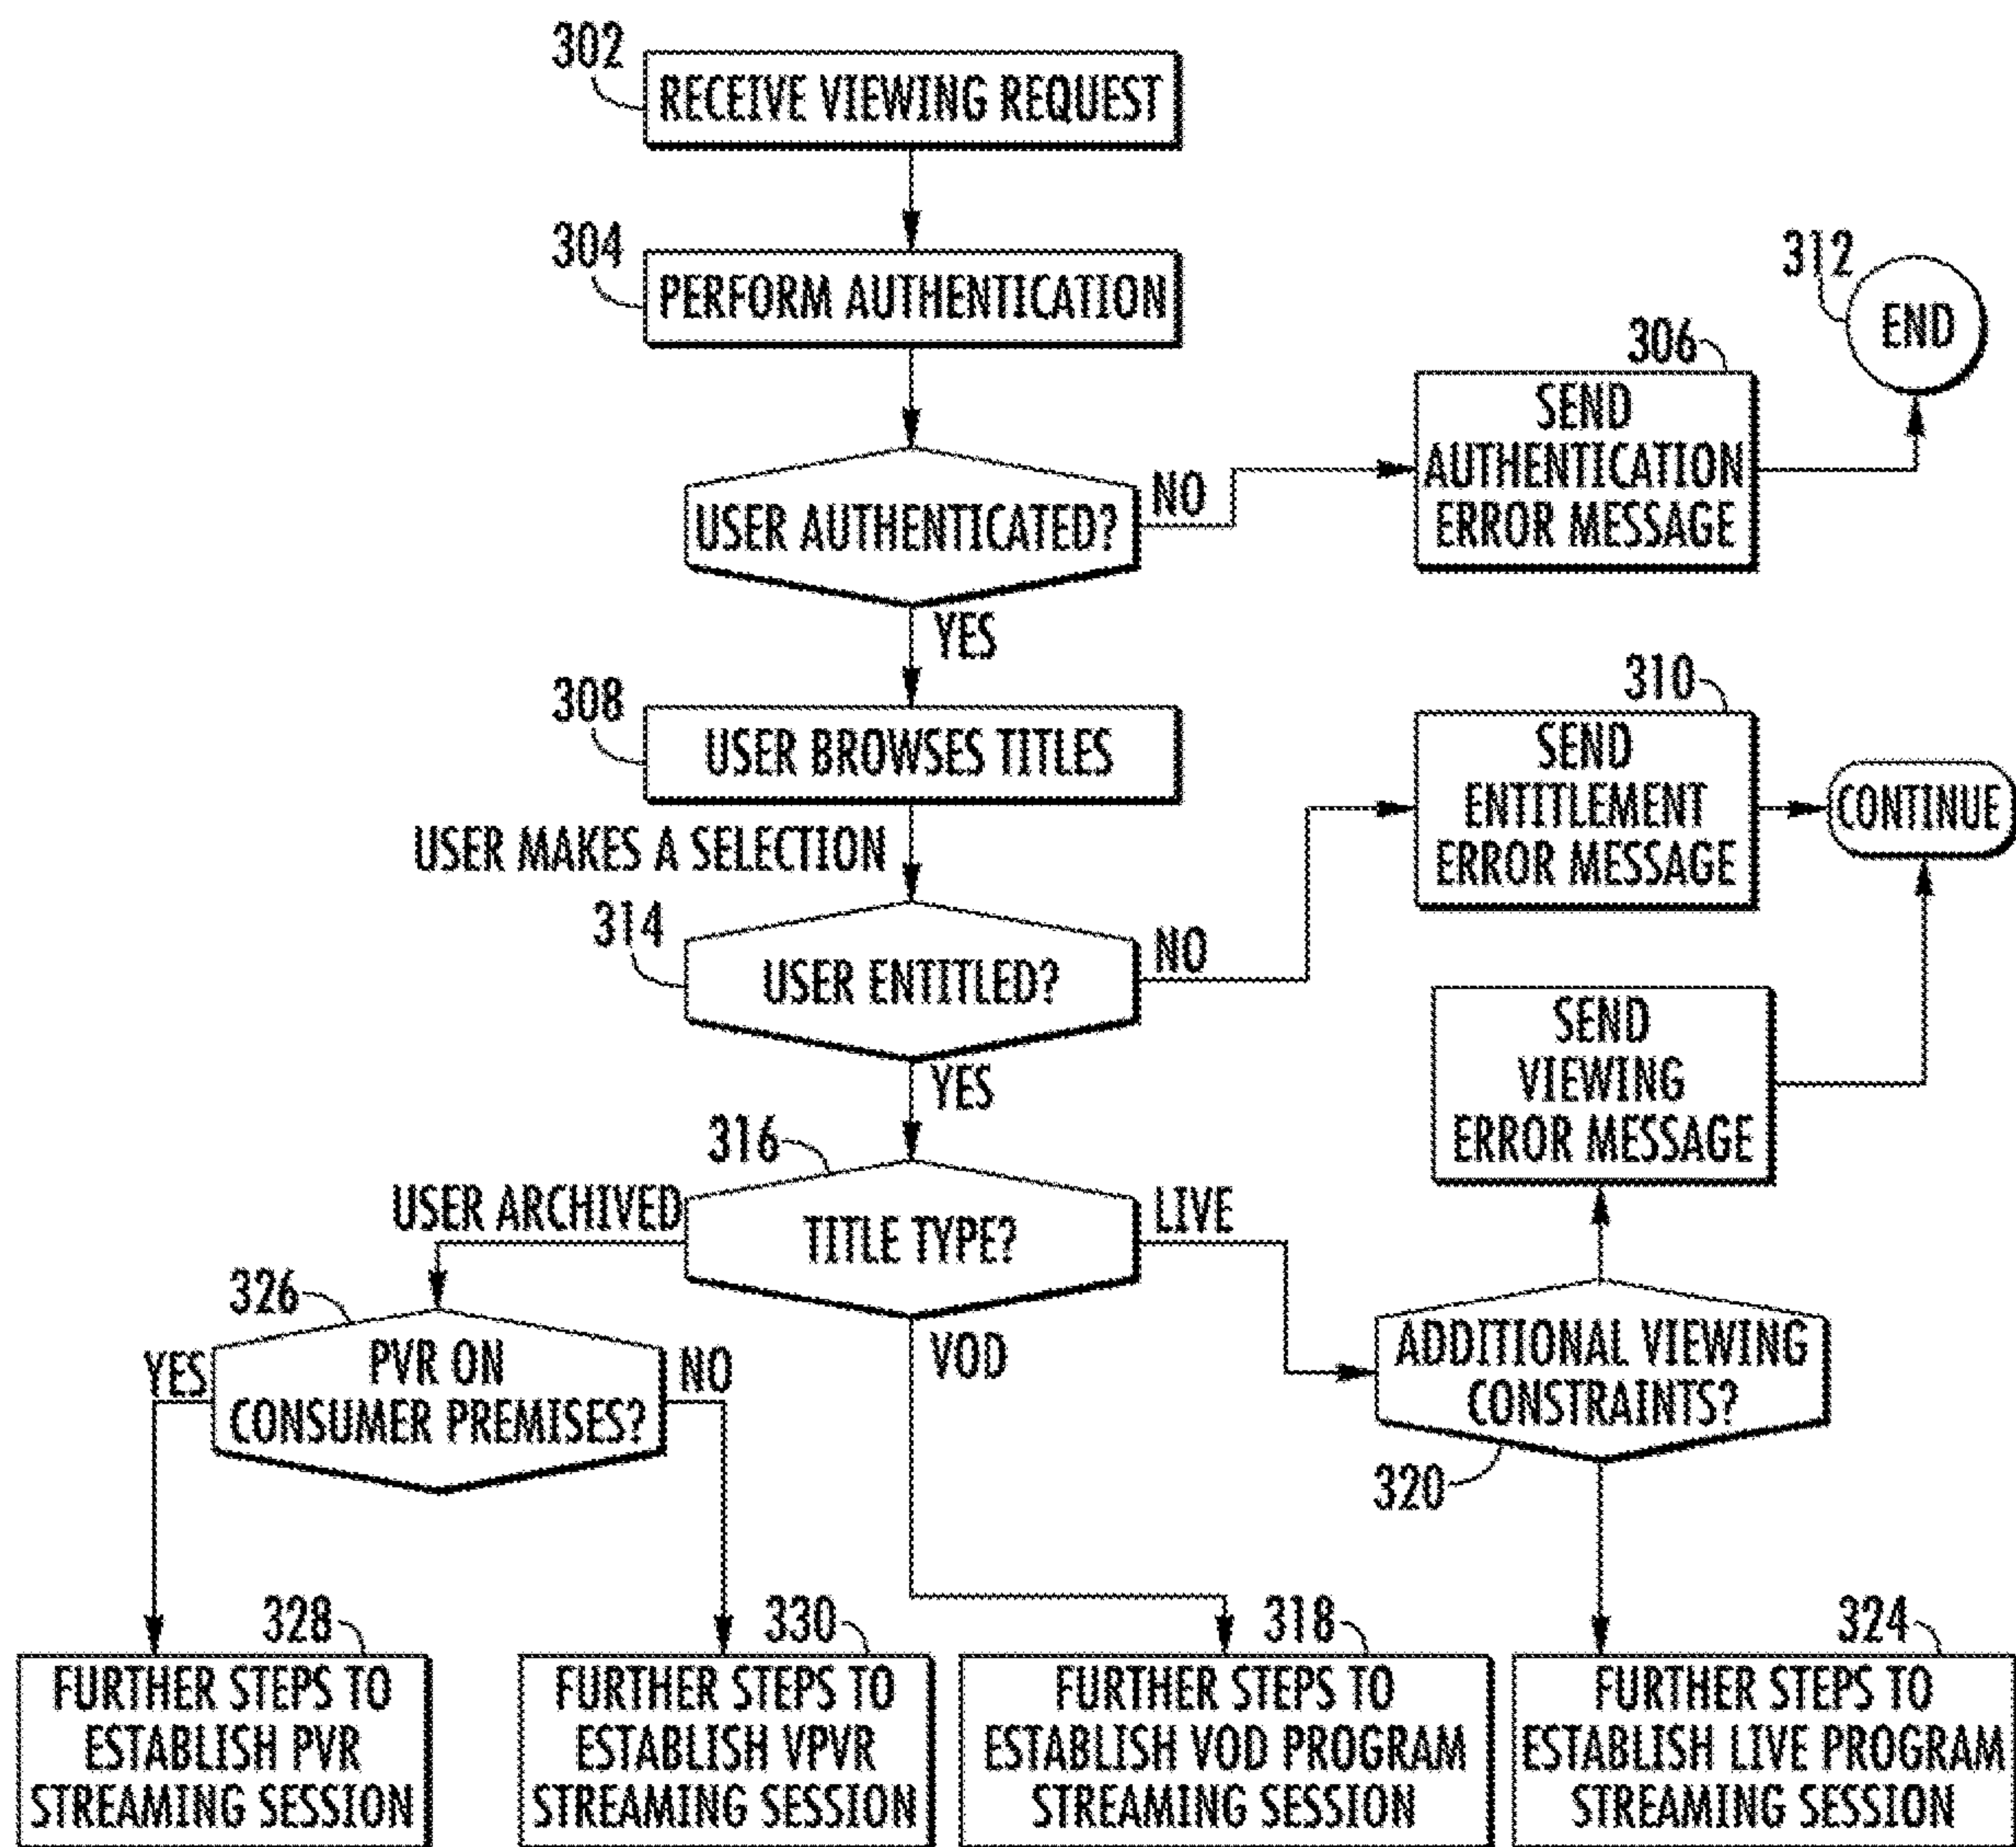 302
RECEIVE VIEWING REQUEST
304
PERFORM AUTHENTICATION
312
END
306
SEND
AUTHENTICATION
ERROR MESSAGE
USER AUTHENTICATED?
NO
YES
308
USER BROWSES TITLES
310
SEND
ENTITLEMENT
ERROR MESSAGE
CONTINUE
USER MAKES A SELECTION
314
USER ENTITLED?
NO
YES
SEND
VIEWING
ERROR MESSAGE
316
USER ARCHIVED
TITLE TYPE?
LIVE
VOD
326
YES
PVR ON
CONSUMER PREMISES?
NO
ADDITIONAL VIEWING
CONSTRAINTS?
320
328
FURTHER STEPS TO
ESTABLISH PVR
STREAMING SESSION
330
FURTHER STEPS TO
ESTABLISH VPVR
STREAMING SESSION
318
FURTHER STEPS TO
ESTABLISH VOD PROGRAM
STREAMING SESSION
324
FURTHER STEPS TO
ESTABLISH LIVE PROGRAM
STREAMING SESSION